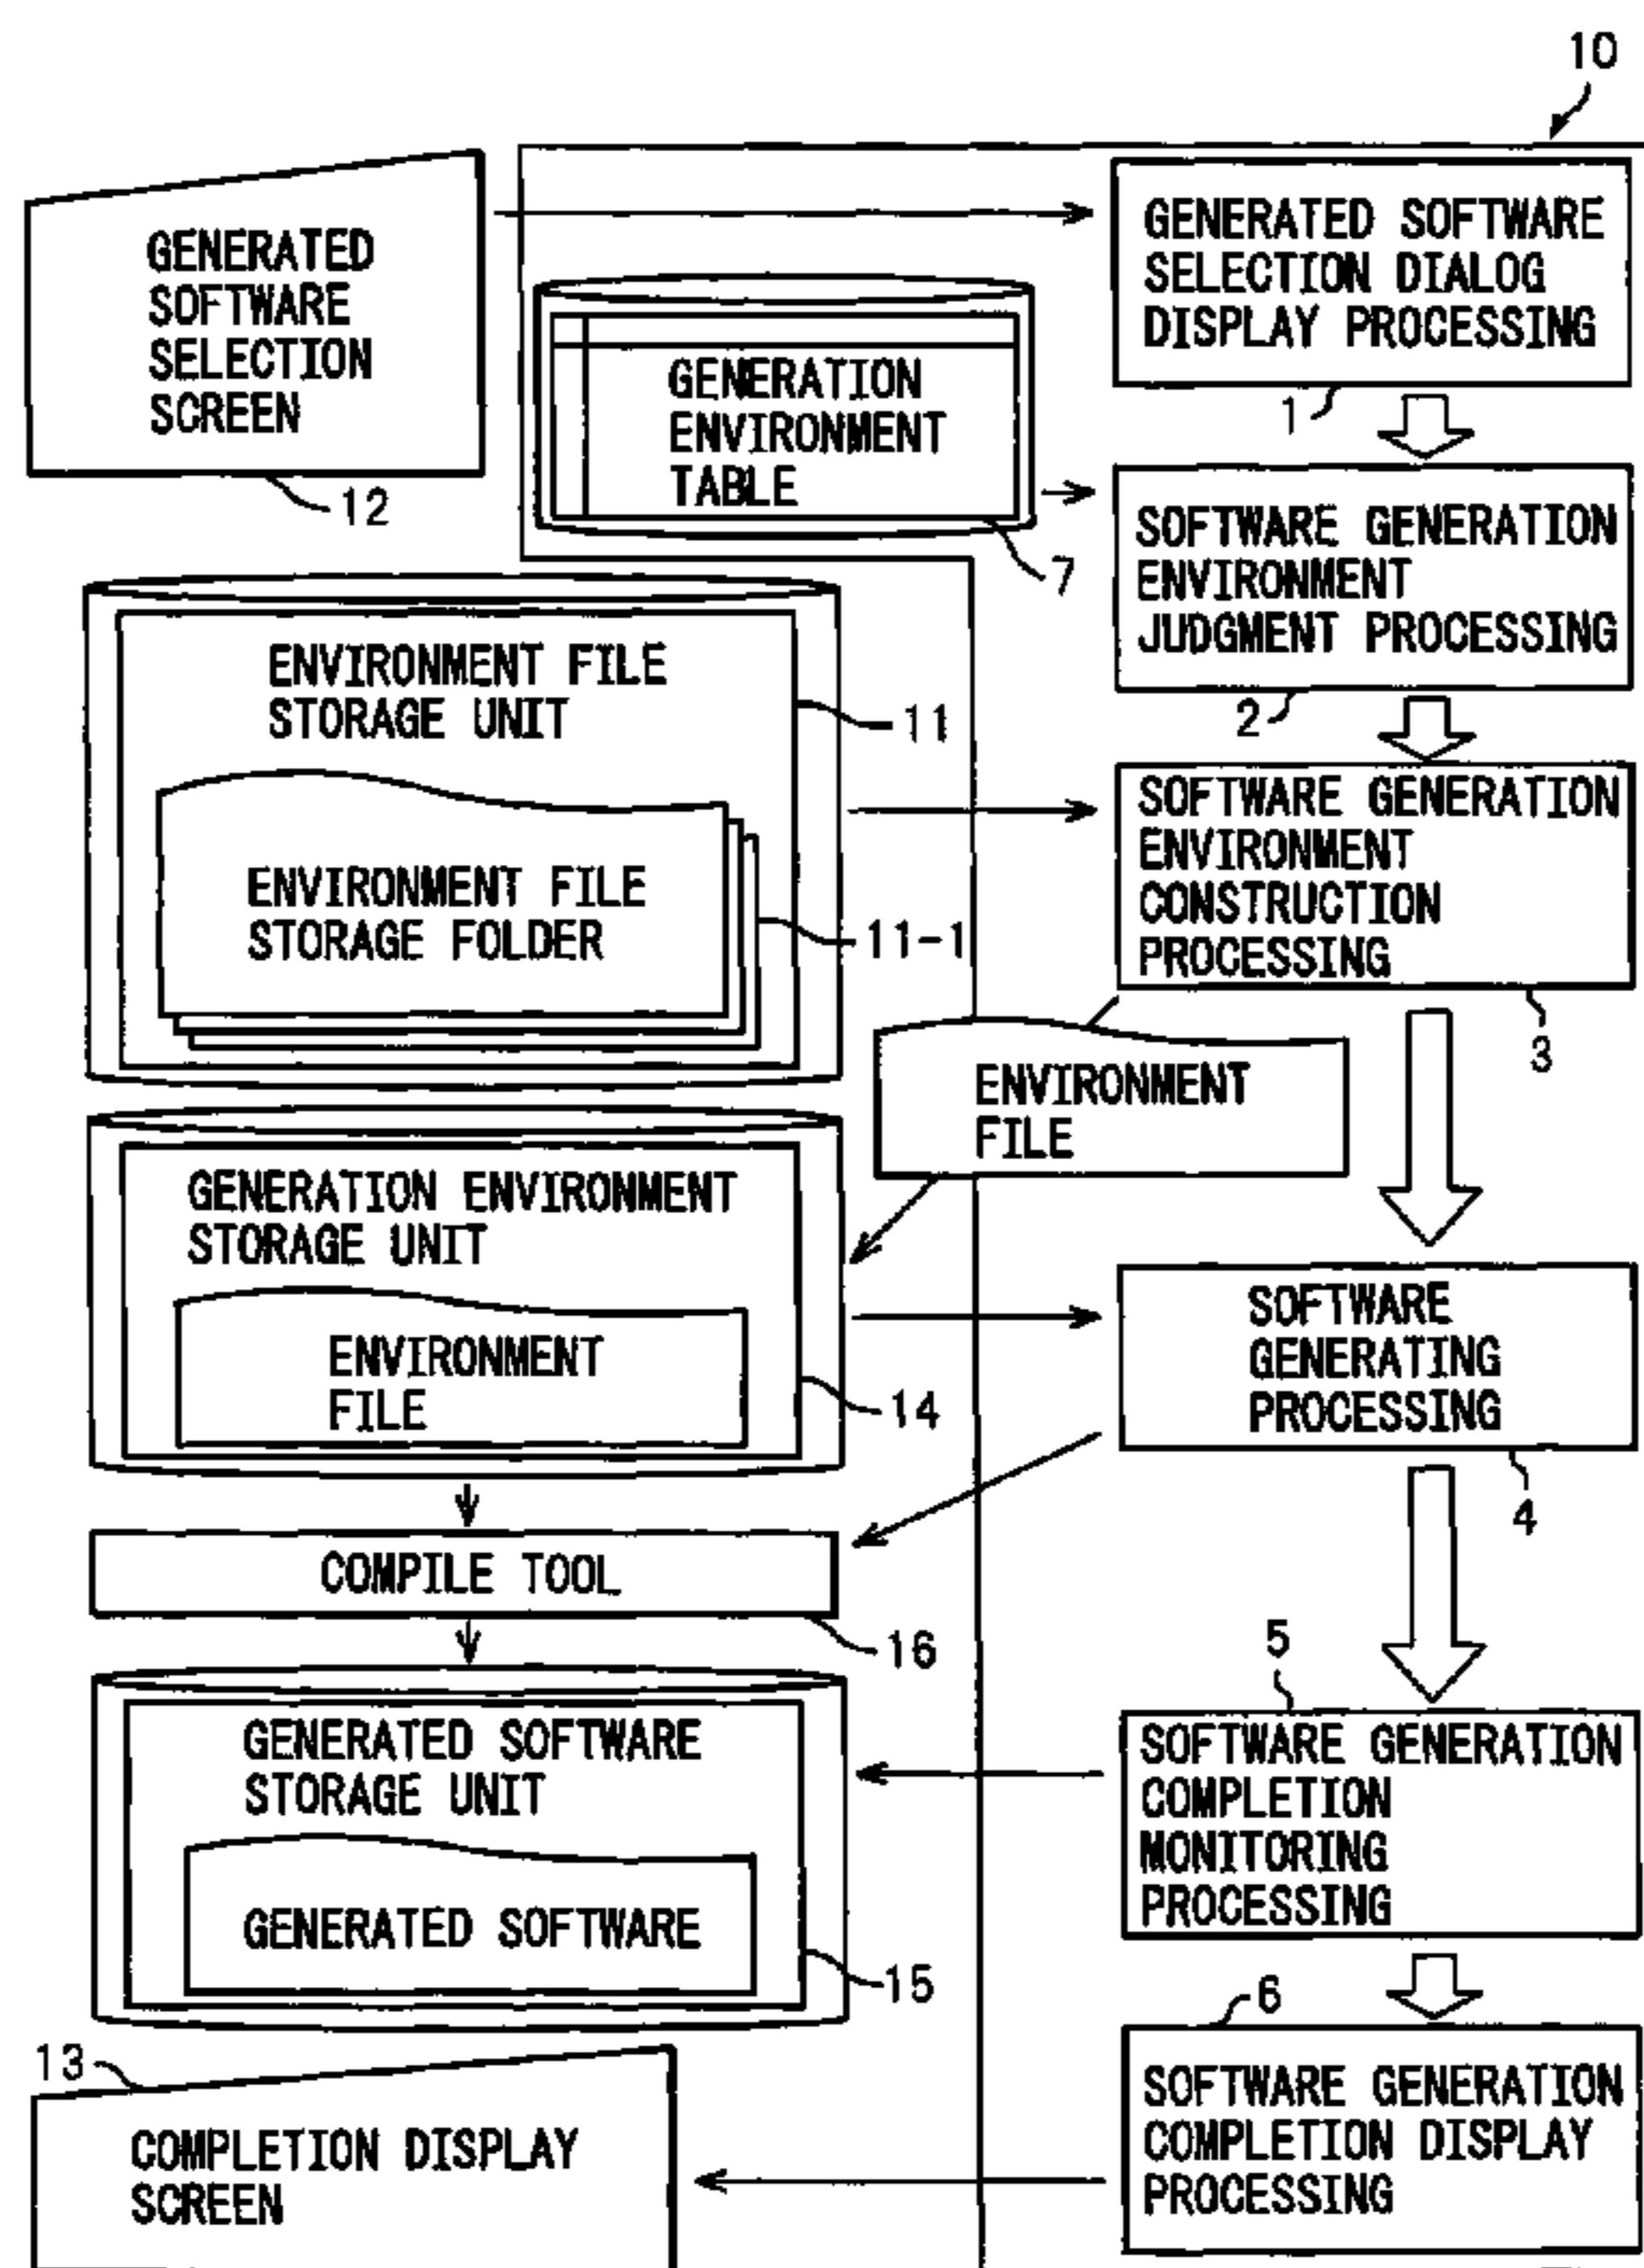 10
GENERATED
SOFTWARE
SELECTION
SCREEN
12
GENERATED SOFTWARE
SELECTION DIALOG
DISPLAY PROCESSING
1
GENERATION
ENVIRONMENT
TABLE
7
SOFTWARE GENERATION
ENVIRONMENT
JUDGMENT PROCESSING
2
ENVIRONMENT FILE
STORAGE UNIT
11
ENVIRONMENT FILE
STORAGE FOLDER
11-1
SOFTWARE GENERATION
ENVIRONMENT
CONSTRUCTION
PROCESSING
3
ENVIRONMENT
FILE
GENERATION ENVIRONMENT
STORAGE UNIT
ENVIRONMENT
FILE
14
SOFTWARE
GENERATING
PROCESSING
4
COMPILE TOOL
16
GENERATED SOFTWARE
STORAGE UNIT
GENERATED SOFTWARE
15
5
SOFTWARE GENERATION
COMPLETION
MONITORING
PROCESSING
13
COMPLETION DISPLAY
SCREEN
6
SOFTWARE GENERATION
COMPLETION DISPLAY
PROCESSING